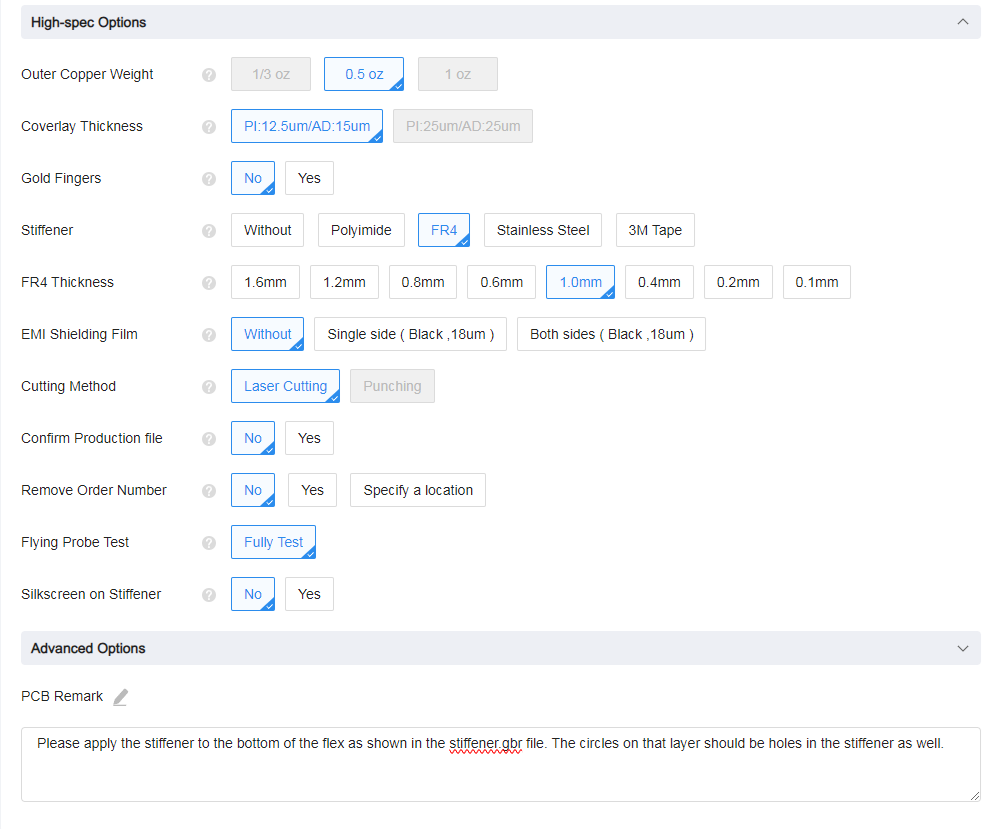 High-spec Options
Outer Copper Weight ? 1/3 oz 0.5 oz 1 oz
Coverlay Thickness ? PI:12.5um/AD:15um PI:25um/AD:25um
Gold Fingers ? No Yes
Stiffener ? Without Polyimide FR4 Stainless Steel 3M Tape
FR4 Thickness ? 1.6mm 1.2mm 0.8mm 0.6mm 1.0mm 0.4mm 0.2mm 0.1mm
EMI Shielding Film ? Without Single side ( Black ,18um ) Both sides ( Black ,18um )
Cutting Method ? Laser Cutting Punching
Confirm Production file ? No Yes
Remove Order Number ? No Yes Specify a location
Flying Probe Test ? Fully Test
Silkscreen on Stiffener ? No Yes
Advanced Options
PCB Remark
Please apply the stiffener to the bottom of the flex as shown in the stiffener.gbr file. The circles on that layer should be holes in the stiffener as well.